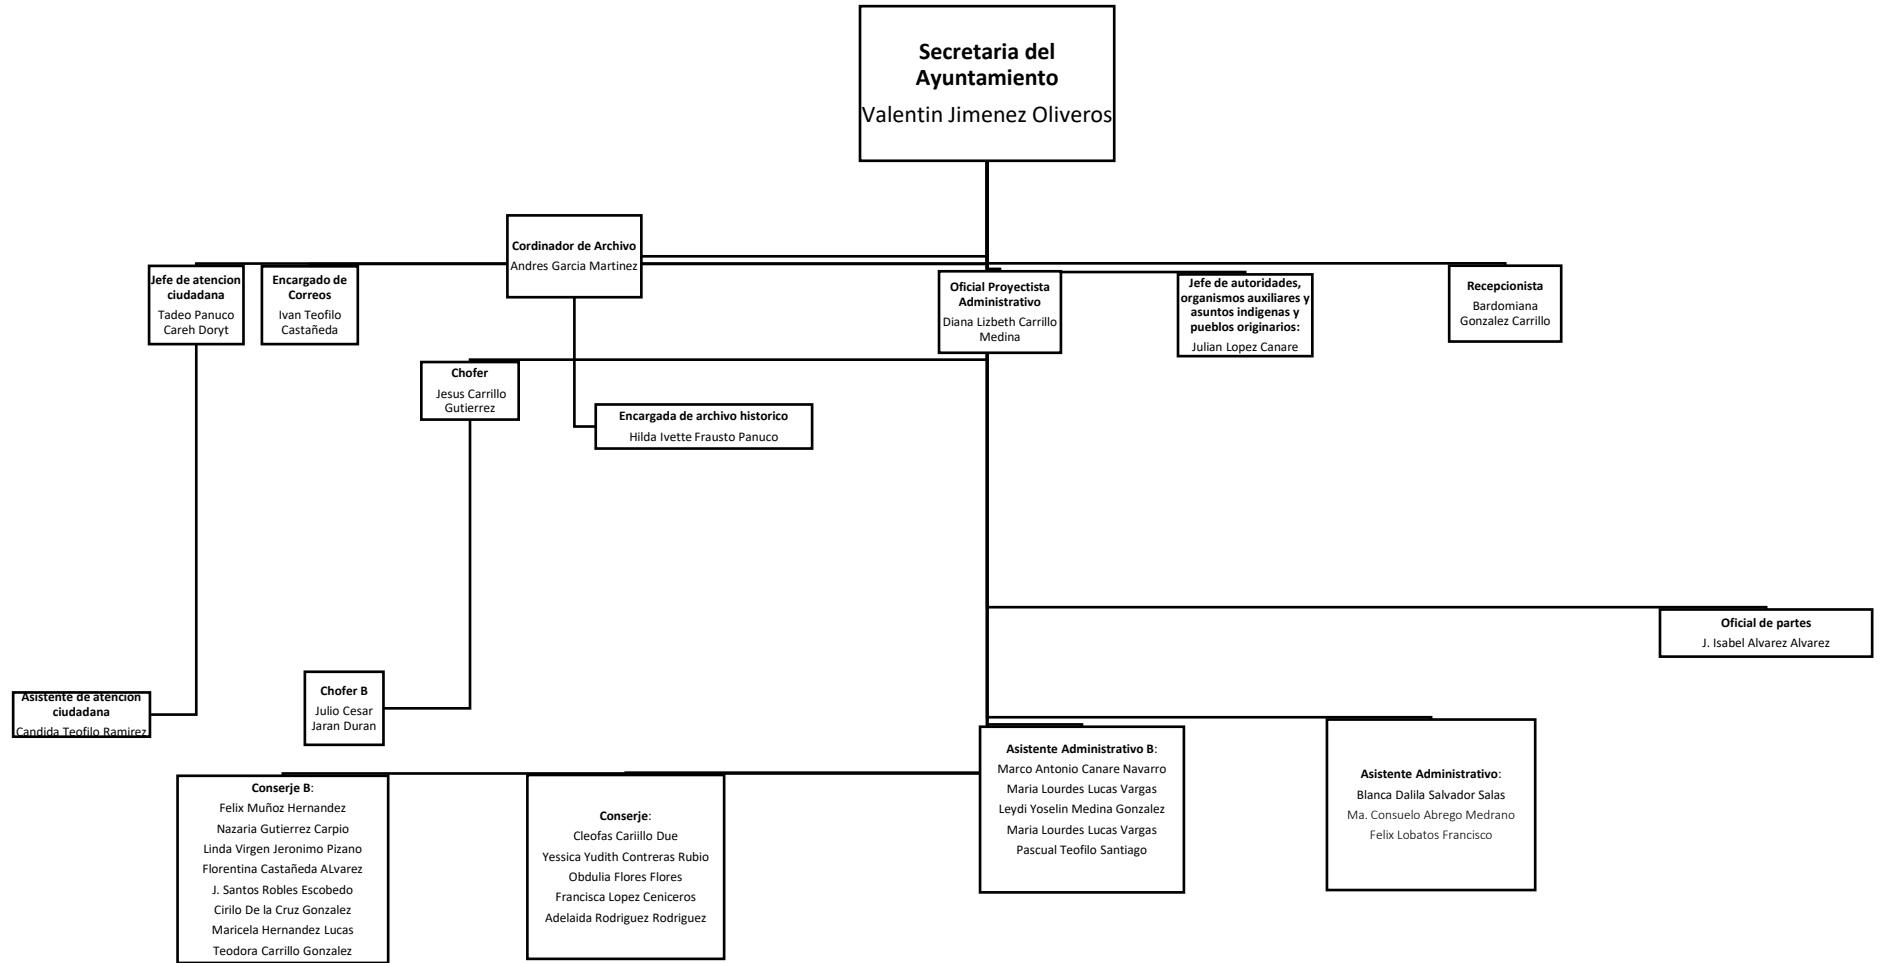 Secretaria del
Ayuntamiento
Valentin Jimenez Oliveros
Cordinador de Archivo
Andres Garcia Martinez
Jefe de atencion
ciudadana
Tadeo Panuco
Careh Doryt
Encargado de
Correos
Ivan Teofilo
Castañeda
Oficial Proyectista
Administrativo
Diana Lizbeth Carrillo
Medina
Jefe de autoridades,
organismos auxiliares y
asuntos indigenas y
pueblos originarios:
Julian Lopez Canare
Recepcionista
Bardomiana
Gonzalez Carrillo
Chofer
Jesus Carrillo
Gutierrez
Encargada de archivo historico
Hilda Ivette Frausto Panuco
Oficial de partes
J. Isabel Alvarez Alvarez
Asistente de atencion
ciudadana
Candida Teofilo Ramirez
Chofer B
Julio Cesar
Jaran Duran
Conserje B:
Felix Muñoz Hernandez
Nazaria Gutierrez Carpio
Linda Virgen Jeronimo Pizano
Florentina Castañeda ALvarez
J. Santos Robles Escobedo
Cirilo De la Cruz Gonzalez
Maricela Hernandez Lucas
Teodora Carrillo Gonzalez
Conserje:
Cleofas Cariillo Due
Yessica Yudith Contreras Rubio
Obdulia Flores Flores
Francisca Lopez Ceniceros
Adelaida Rodriguez Rodriguez
Asistente Administrativo B:
Marco Antonio Canare Navarro
Maria Lourdes Lucas Vargas
Leydi Yoselin Medina Gonzalez
Maria Lourdes Lucas Vargas
Pascual Teofilo Santiago
Asistente Administrativo:
Blanca Dalila Salvador Salas
Ma. Consuelo Abrego Medrano
Felix Lobatos Francisco